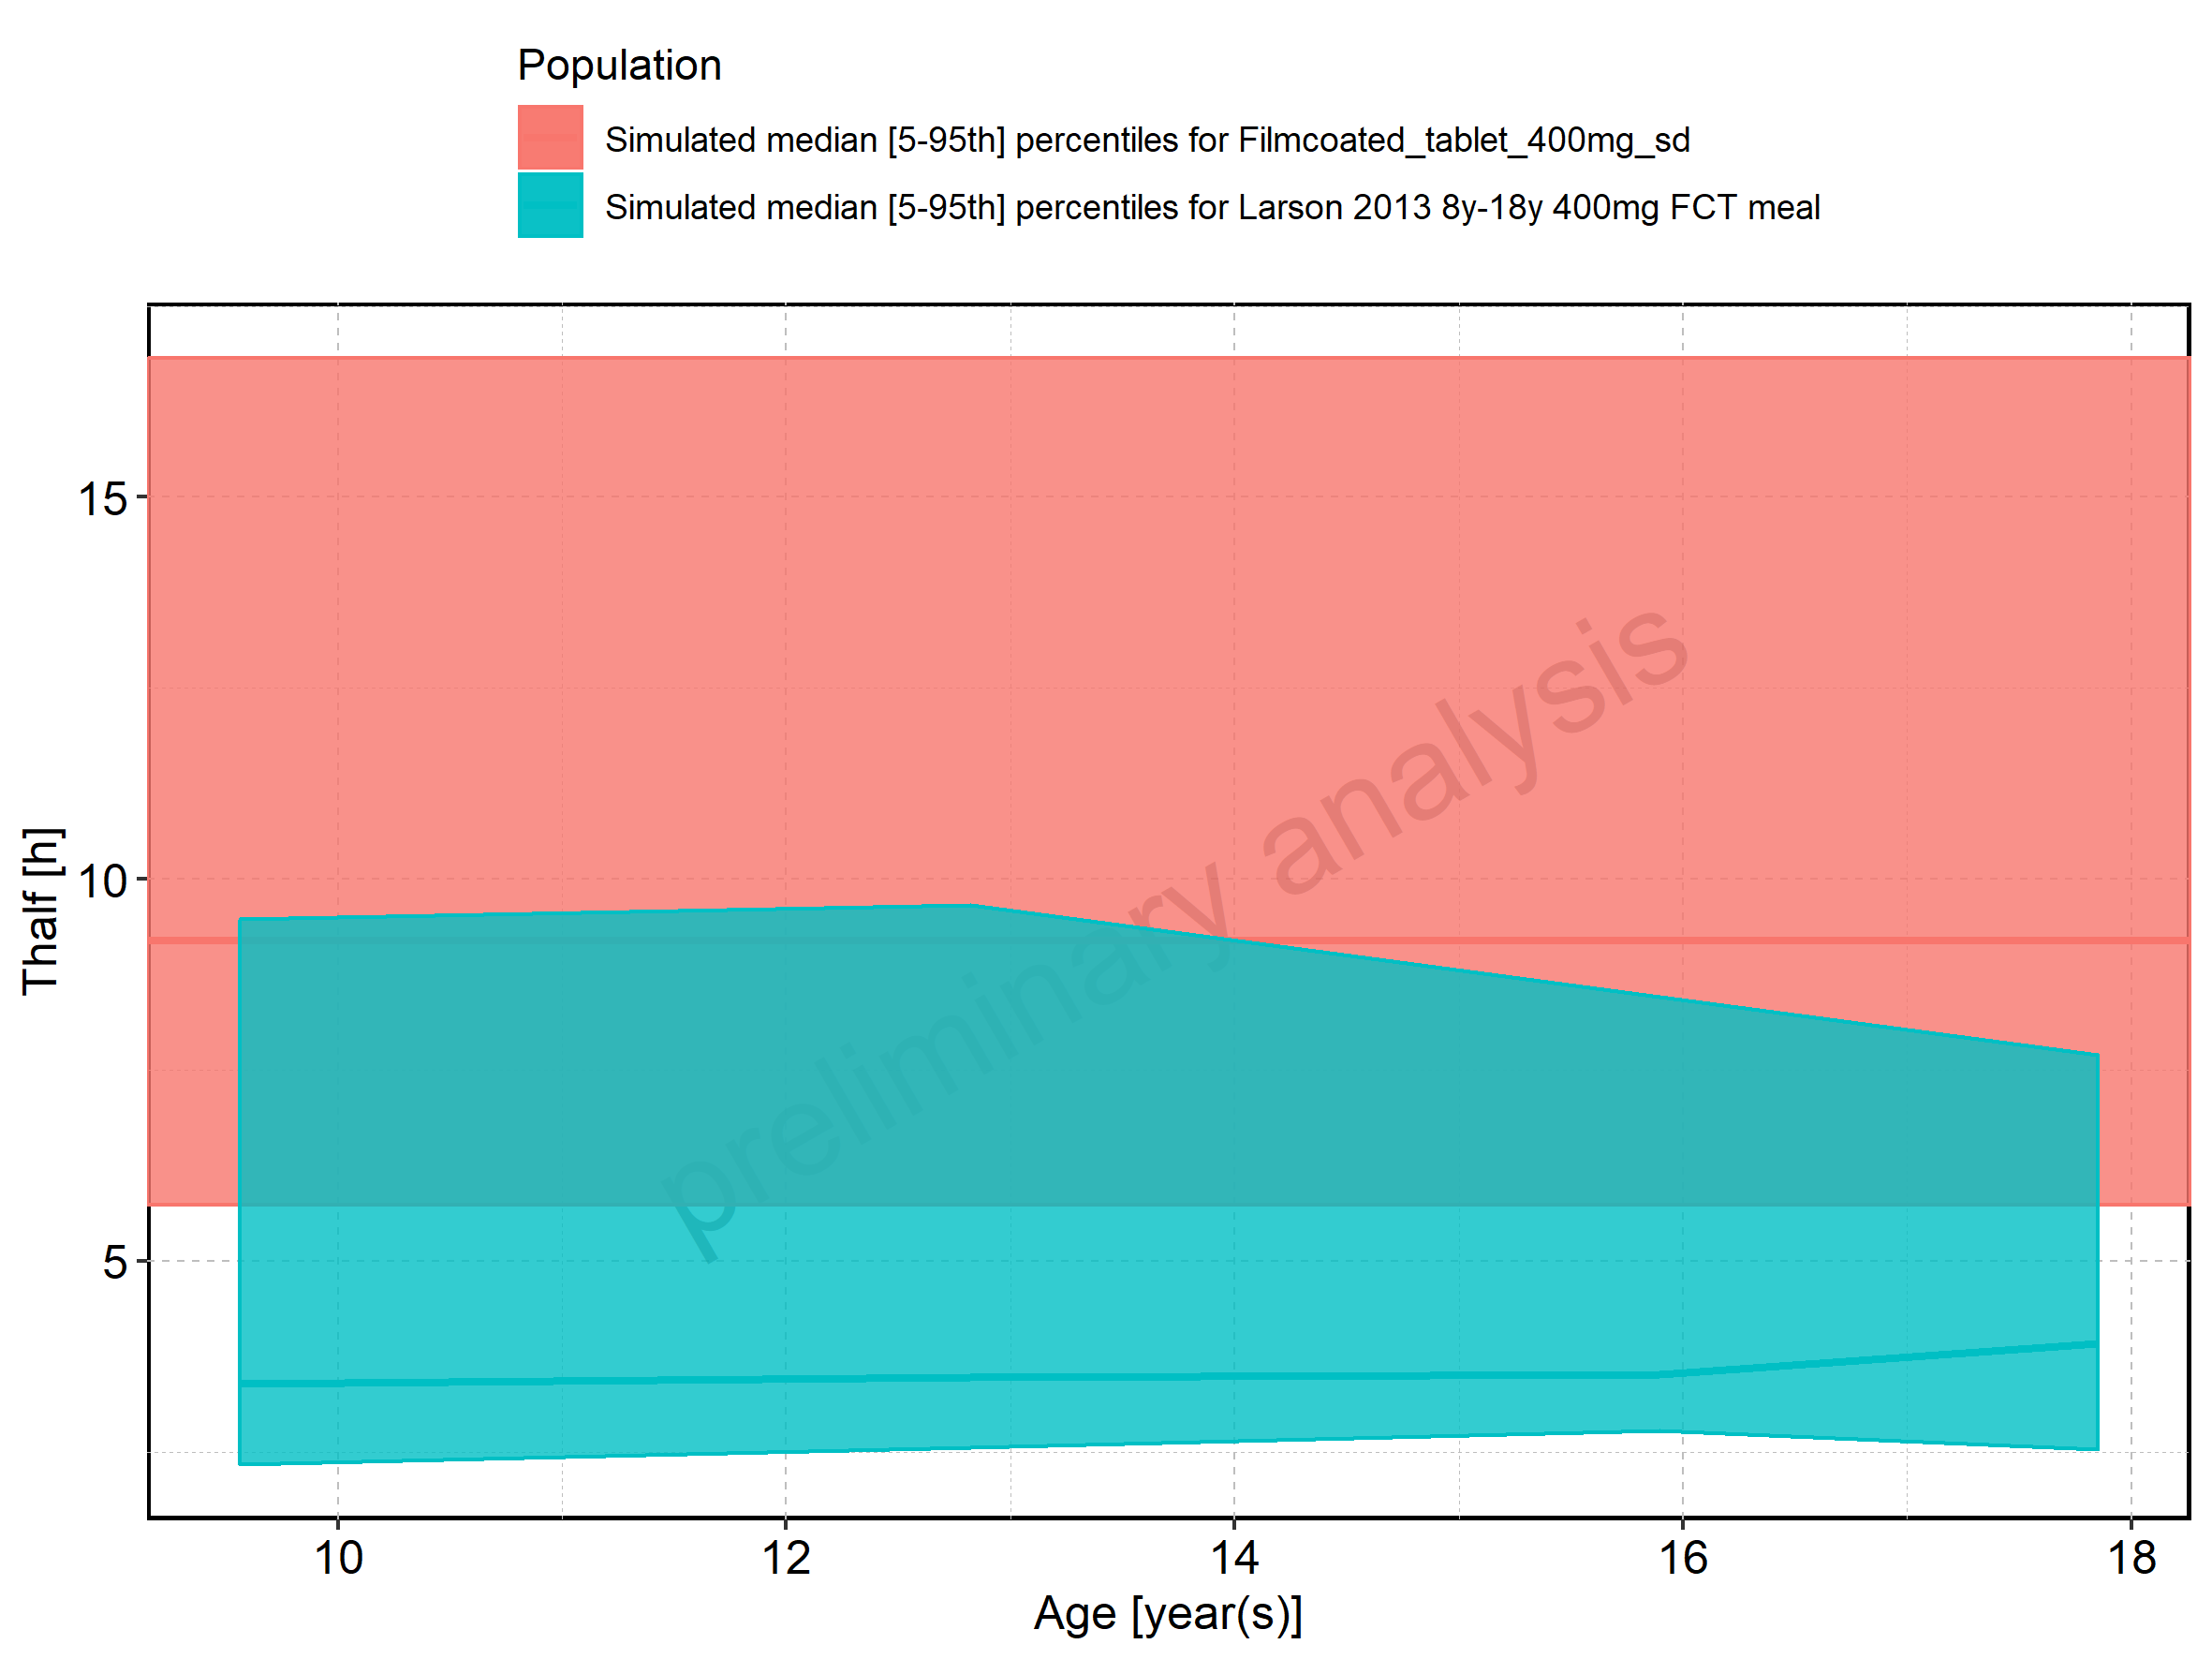 Population
Simulated median [5-95th] percentiles for Filmcoated_tablet_400mg_sd
Simulated median [5-95th] percentiles for Larson 2013 8y-18y 400mg FCT meal
15
10
5
Thalf [h]
preliminary analysis
10 12 14 16 18
Age [year(s)]